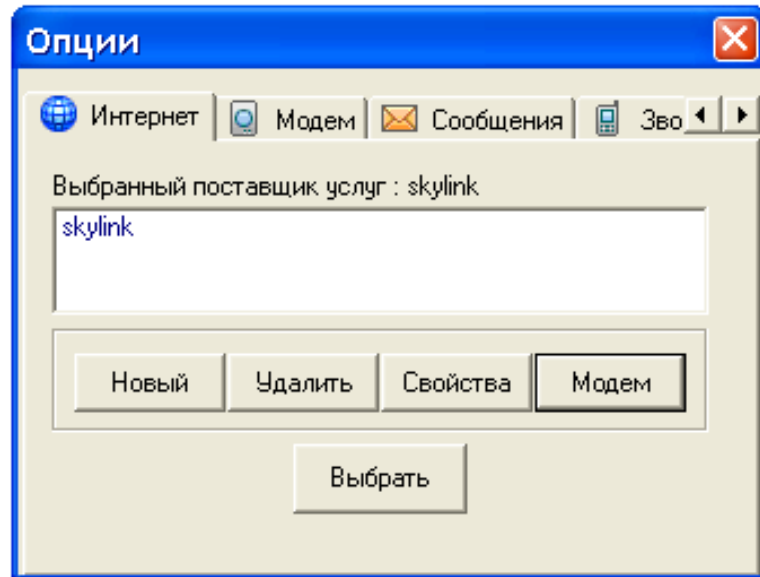 Опции
Интернет Модем Сообщения Зво
Выбранный поставщик услуг : skylink
skylink
Новый Удалить Свойства Модем
Выбрать